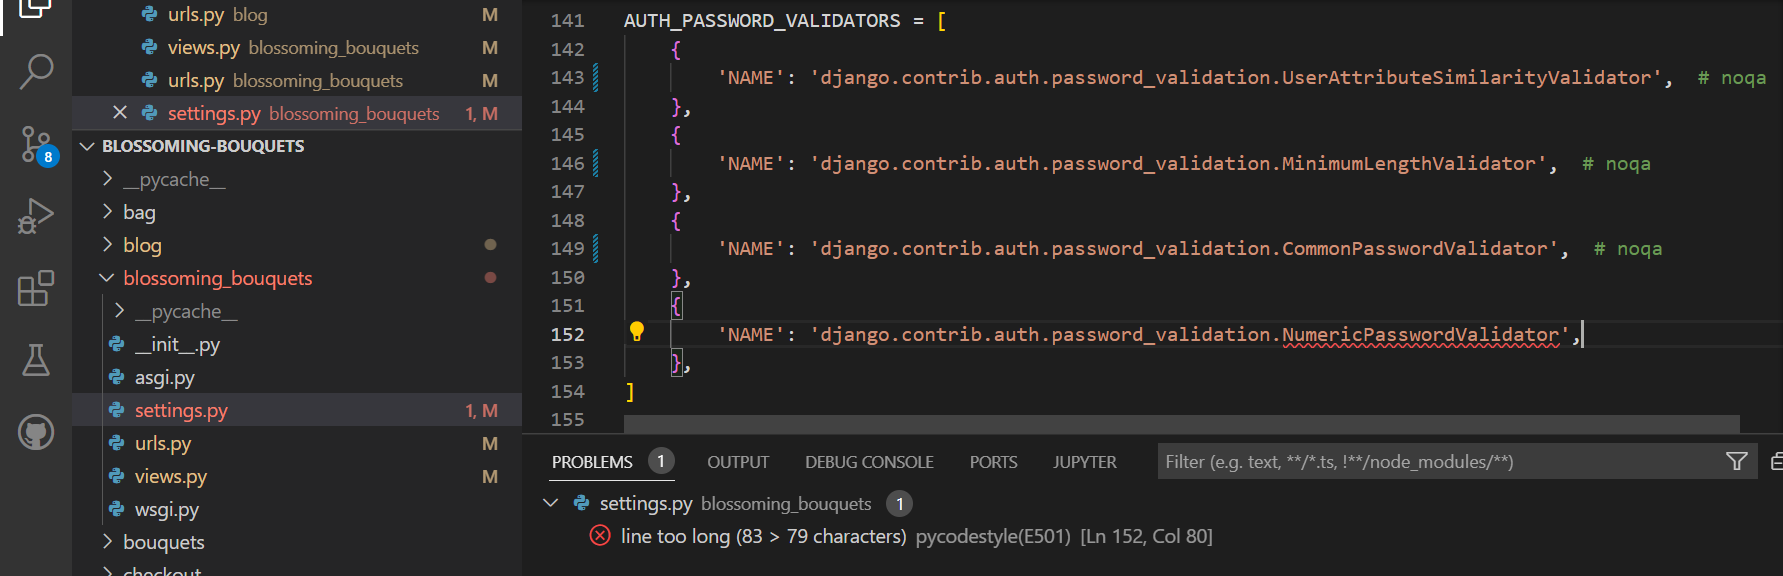 urls.py blog M
views.py blossoming_bouquets M
urls.py blossoming_bouquets M
settings.py blossoming_bouquets 1, M
BLOSSOMING-BOUQUETS
__pycache__
bag
blog
blossoming_bouquets
__pycache__
__init__.py
asgi.py
settings.py 1, M
urls.py M
views.py M
wsgi.py
bouquets
checkout
8
141 AUTH_PASSWORD_VALIDATORS = [
142 {
143 'NAME': 'django.contrib.auth.password_validation.UserAttributeSimilarityValidator', # noqa
144 },
145 {
146 'NAME': 'django.contrib.auth.password_validation.MinimumLengthValidator', # noqa
147 },
148 {
149 'NAME': 'django.contrib.auth.password_validation.CommonPasswordValidator', # noqa
150 },
151 {
152 'NAME': 'django.contrib.auth.password_validation.NumericPasswordValidator',
153 },
154 ]
155
PROBLEMS 1 OUTPUT DEBUG CONSOLE PORTS JUPYTER Filter (e.g. text, **/*.ts, !**/node_modules/**)
settings.py blossoming_bouquets 1
line too long (83 > 79 characters) pycodestyle(E501) [Ln 152, Col 80]